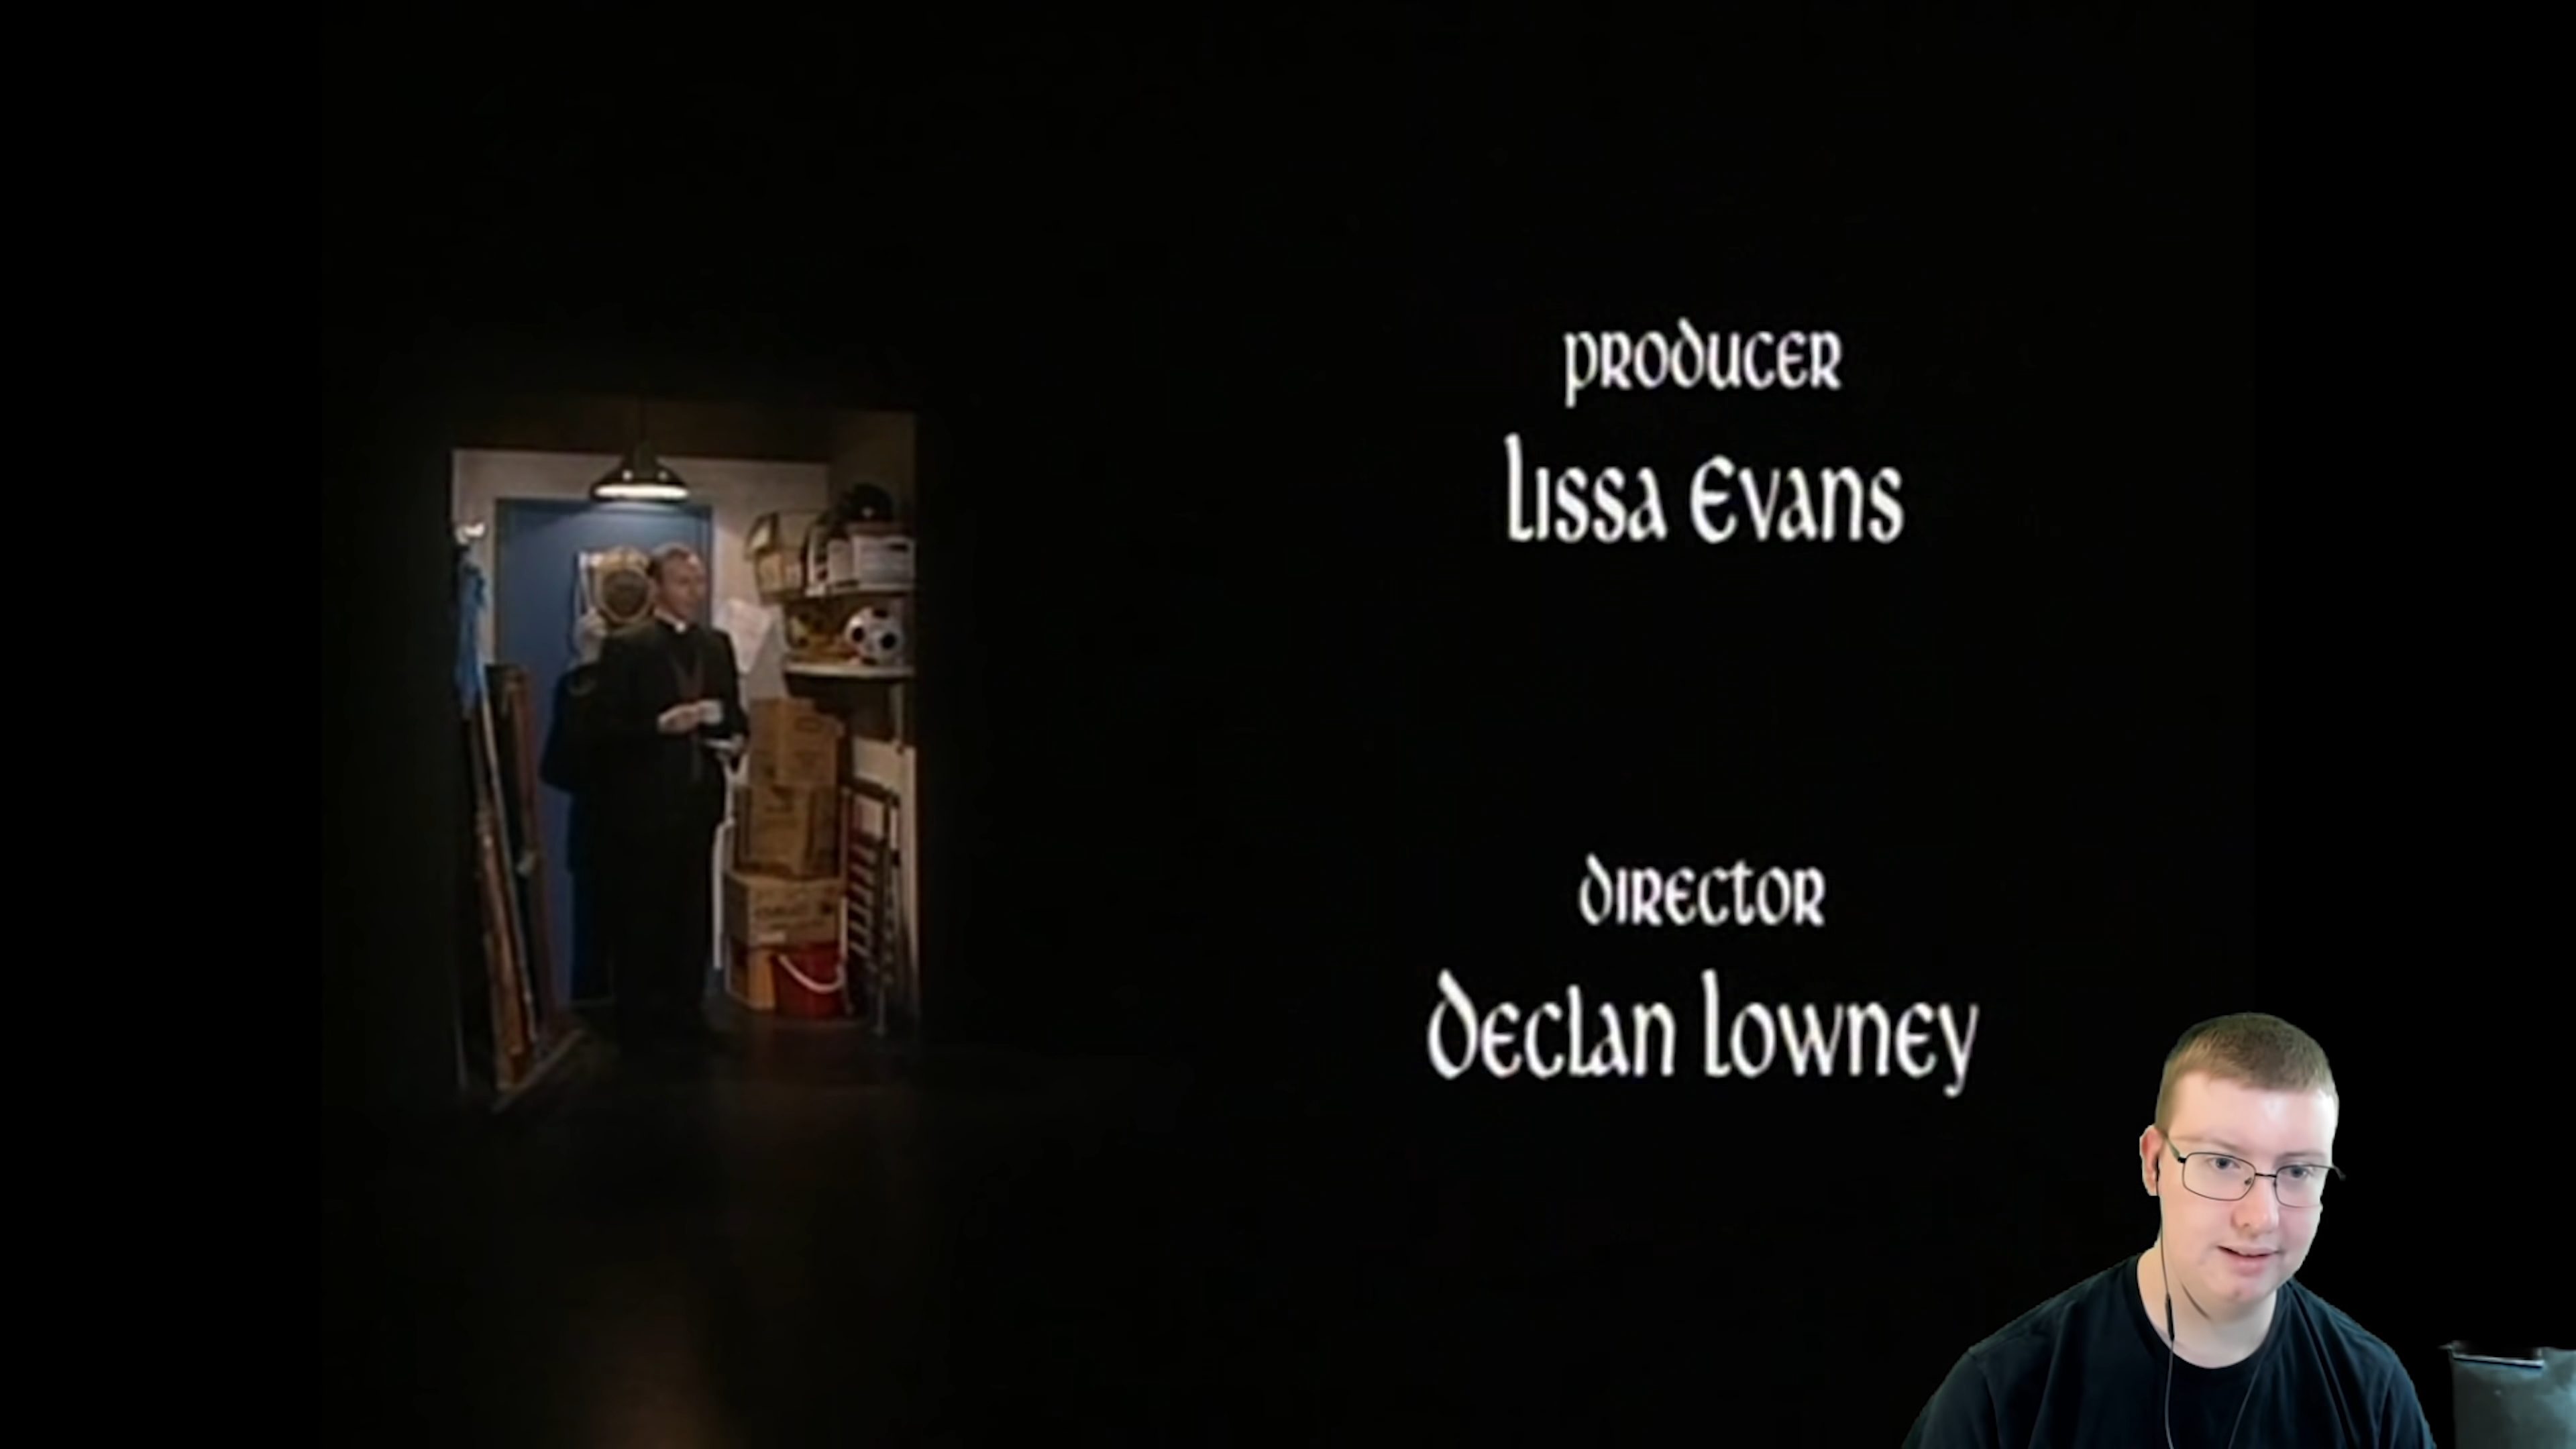 producer
Lissa Evans
director
Declan Lowney